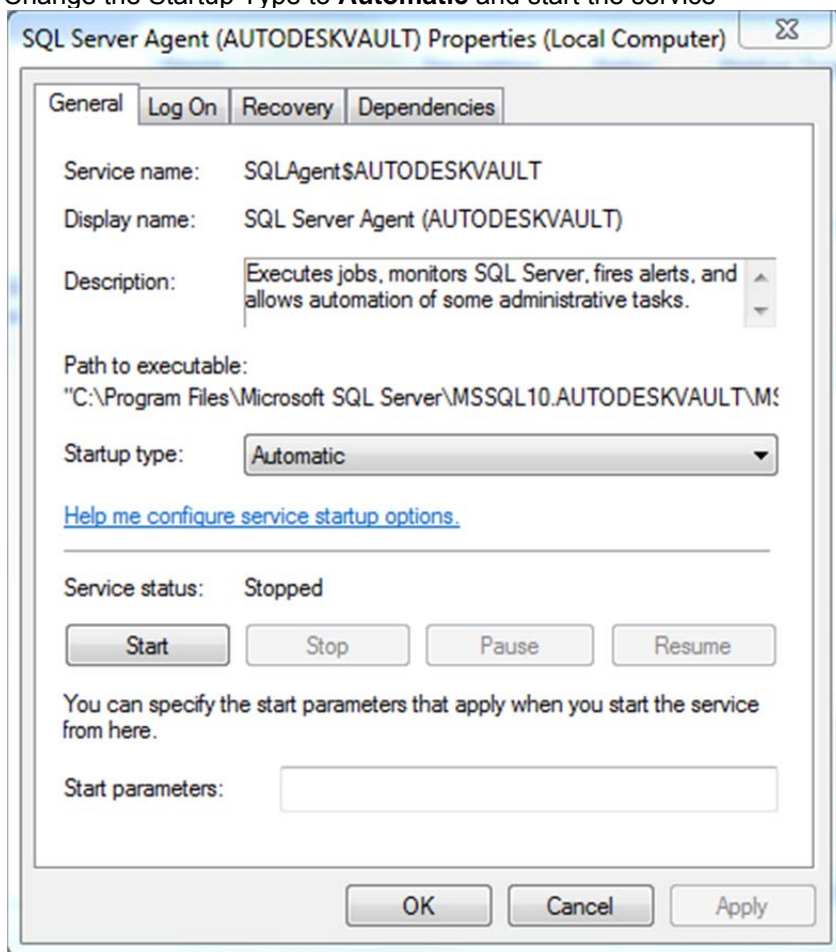 Change the Startup Type to Automatic and start the service
SQL Server Agent (AUTODESKVAULT) Properties (Local Computer)
General Log On Recovery Dependencies
Service name: SQLAgent$AUTODESKVAULT
Display name: SQL Server Agent (AUTODESKVAULT)
Description: Executes jobs, monitors SQL Server, fires alerts, and
allows automation of some administrative tasks.
Path to executable:
"C:\Program Files\Microsoft SQL Server\MSSQL10.AUTODESKVAULT\MS
Startup type: Automatic
Help me configure service startup options.
Service status: Stopped
Start Stop Pause Resume
You can specify the start parameters that apply when you start the service
from here.
Start parameters:
OK Cancel Apply